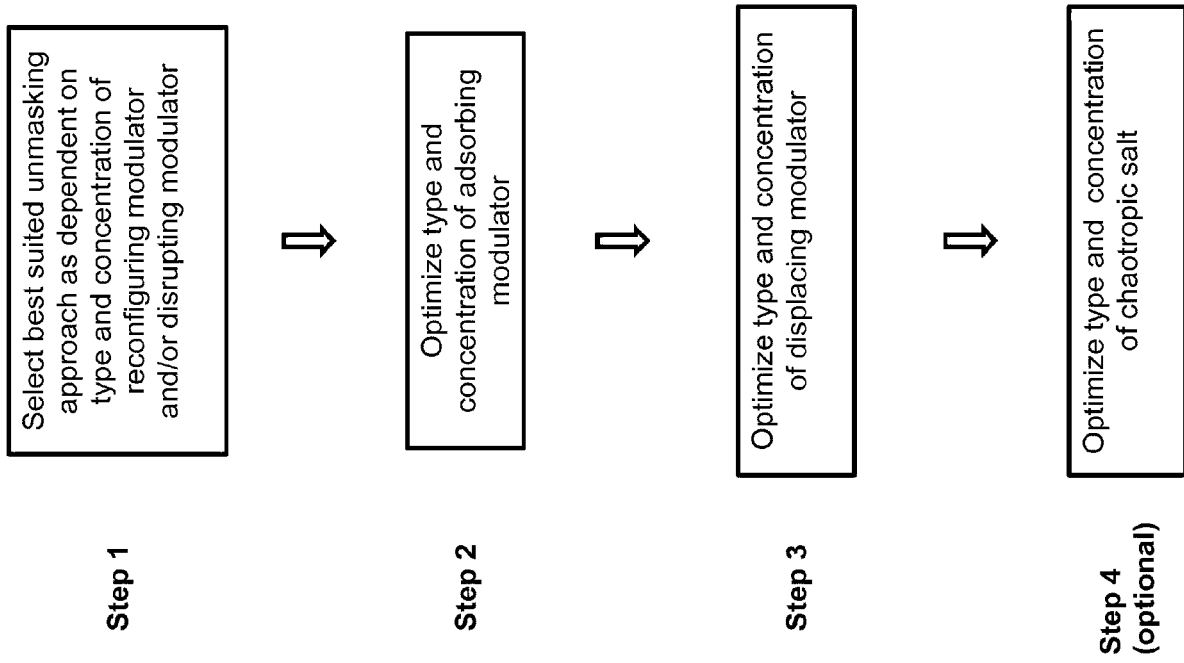 Step 1
Select best suited unmasking
approach as dependent on
type and concentration of
reconfiguring modulator
and/or disrupting modulator
Step 2
Optimize type and
concentration of adsorbing
modulator
Step 3
Optimize type and concentration
of displacing modulator
Step 4
(optional)
Optimize type and concentration
of chaotropic salt